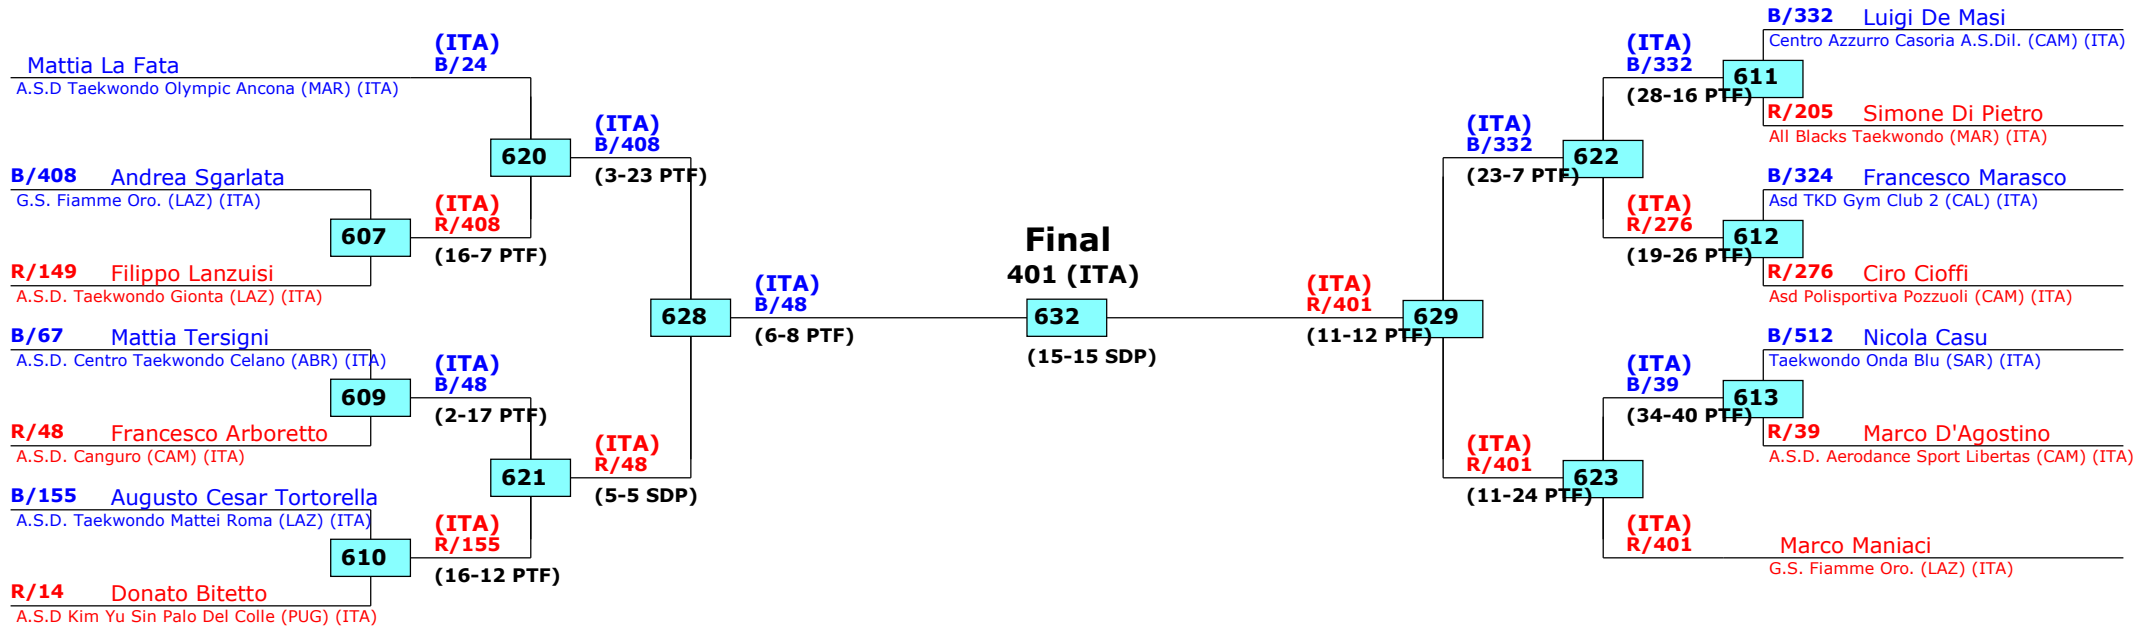 (ITA)
B/24
Mattia La Fata
A.S.D Taekwondo Olympic Ancona (MAR) (ITA)
620
(ITA)
B/408
(3-23 PTF)
B/408 Andrea Sgarlata
G.S. Fiamme Oro. (LAZ) (ITA)
607
(ITA)
R/408
(16-7 PTF)
R/149 Filippo Lanzuisi
A.S.D. Taekwondo Gionta (LAZ) (ITA)
628
(ITA)
B/48
(6-8 PTF)
B/67 Mattia Tersigni
A.S.D. Centro Taekwondo Celano (ABR) (ITA)
609
(ITA)
B/48
(2-17 PTF)
R/48 Francesco Arboretto
A.S.D. Canguro (CAM) (ITA)
621
(ITA)
R/48
(5-5 SDP)
B/155 Augusto Cesar Tortorella
A.S.D. Taekwondo Mattei Roma (LAZ) (ITA)
610
(ITA)
R/155
(16-12 PTF)
R/14 Donato Bitetto
A.S.D Kim Yu Sin Palo Del Colle (PUG) (ITA)
Final
401 (ITA)
632
(15-15 SDP)
(ITA)
R/401
(11-12 PTF)
629
(ITA)
B/332
(23-7 PTF)
622
(ITA)
B/332
(28-16 PTF)
611
B/332 Luigi De Masi
Centro Azzurro Casoria A.S.Dil. (CAM) (ITA)
R/205 Simone Di Pietro
All Blacks Taekwondo (MAR) (ITA)
(ITA)
R/276
(19-26 PTF)
612
B/324 Francesco Marasco
Asd TKD Gym Club 2 (CAL) (ITA)
R/276 Ciro Cioffi
Asd Polisportiva Pozzuoli (CAM) (ITA)
(ITA)
R/401
(11-24 PTF)
623
(ITA)
B/39
(34-40 PTF)
613
B/512 Nicola Casu
Taekwondo Onda Blu (SAR) (ITA)
R/39 Marco D'Agostino
A.S.D. Aerodance Sport Libertas (CAM) (ITA)
(ITA)
R/401
Marco Maniaci
G.S. Fiamme Oro. (LAZ) (ITA)